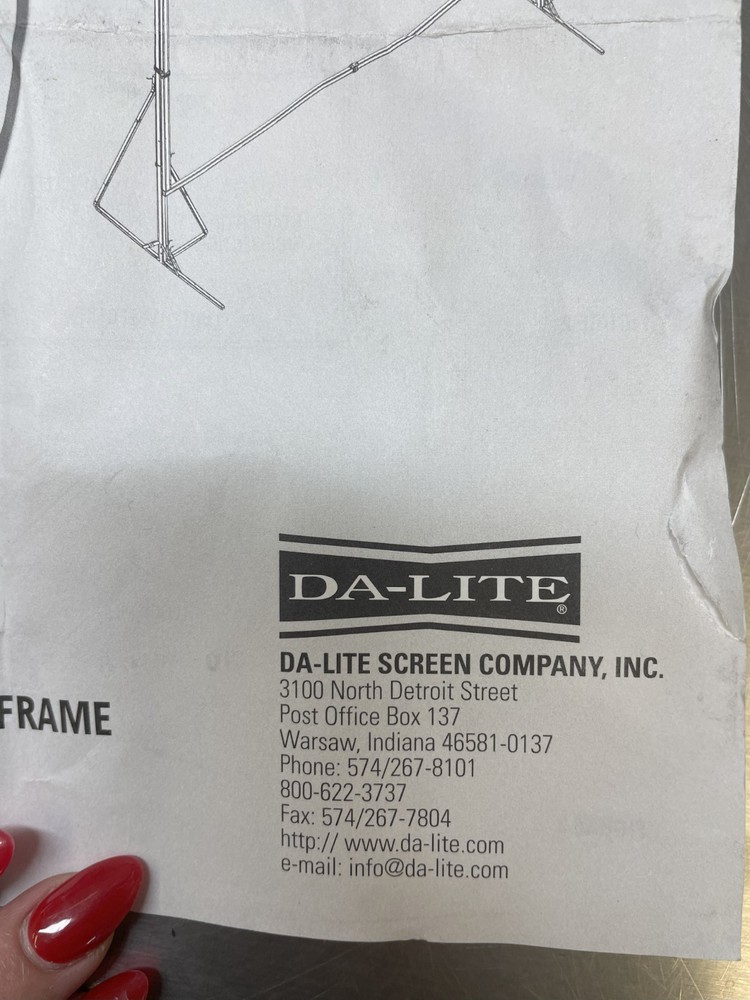 DA-LITE®
DA-LITE SCREEN COMPANY, INC.
3100 North Detroit Street
Post Office Box 137
Warsaw, Indiana 46581-0137
Phone: 574/267-8101
800-622-3737
Fax: 574/267-7804
http:// www.da-lite.com
e-mail: info@da-lite.com
FRAME